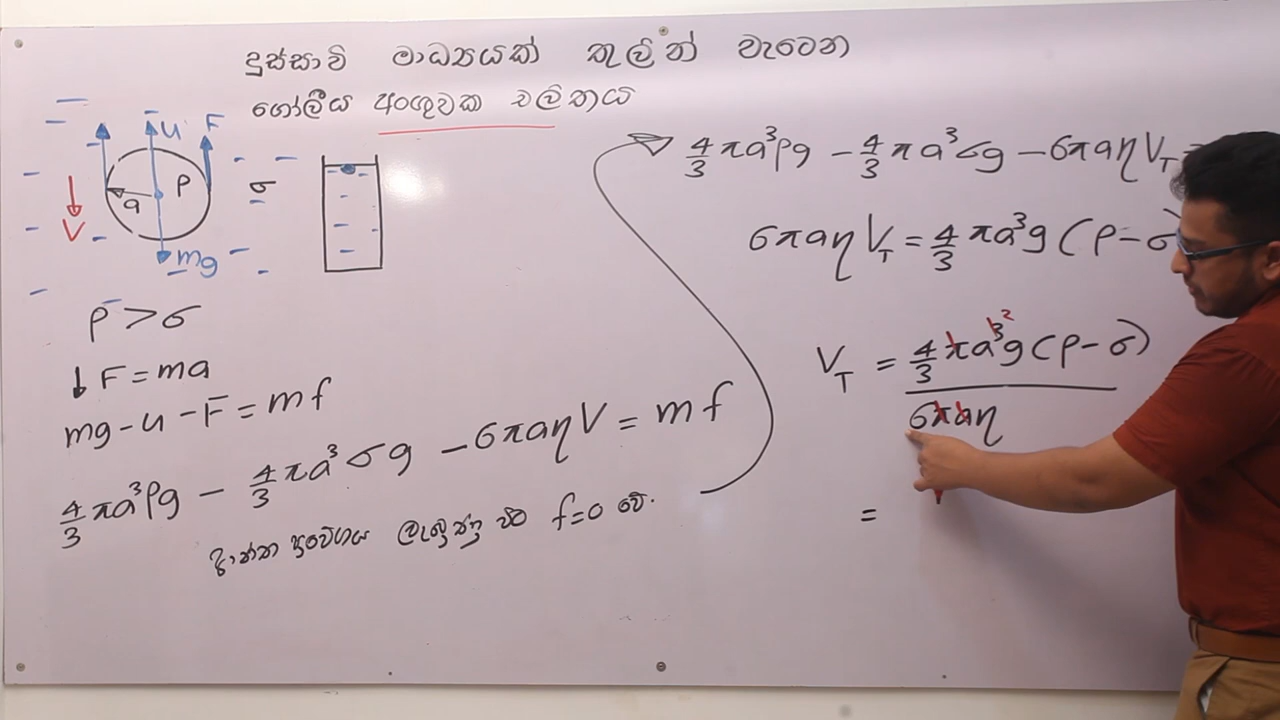 දුස්සාවි මාධ්‍යයක් තුලින් වැටෙන
ගෝලීය අංශුවක චලිතය
U F
a ρ σ
V
mg
ρ > σ
↓ F = ma
mg - u - F = mf
4/3 πa³ρg - 4/3 πa³σg - 6πaηV = mf
ප්‍රවේගය f=0 වේ.
4/3 πa³ρg - 4/3 πa³σg - 6πaηV_T =
6πaηV_T = 4/3 πa³g (ρ - σ
V_T = 4/3 πa³g (ρ - σ) / 6πaη
2
=